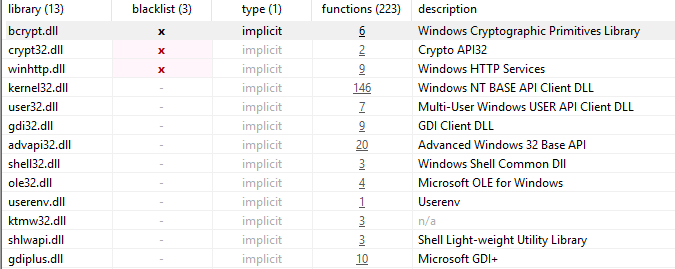 library (13) blacklist (3) type (1) functions (223) description
bcrypt.dll x implicit 6 Windows Cryptographic Primitives Library
crypt32.dll x implicit 2 Crypto API32
winhttp.dll x implicit 9 Windows HTTP Services
kernel32.dll - implicit 146 Windows NT BASE API Client DLL
user32.dll - implicit 7 Multi-User Windows USER API Client DLL
gdi32.dll - implicit 9 GDI Client DLL
advapi32.dll - implicit 20 Advanced Windows 32 Base API
shell32.dll - implicit 3 Windows Shell Common Dll
ole32.dll - implicit 4 Microsoft OLE for Windows
userenv.dll - implicit 1 Userenv
ktmw32.dll - implicit 3 n/a
shlwapi.dll - implicit 3 Shell Light-weight Utility Library
gdiplus.dll - implicit 10 Microsoft GDI+